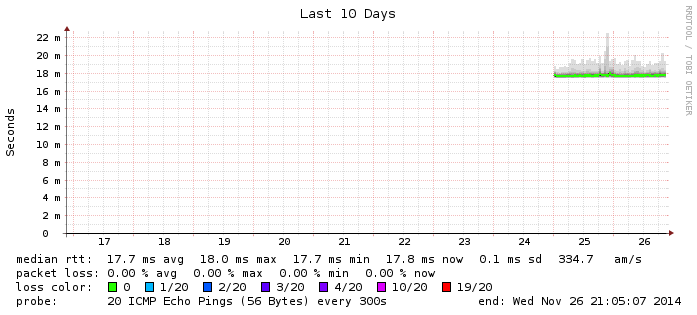 Last 10 Days
RRDTOOL / TOBI OETIKER
Seconds
22 m
20 m
18 m
16 m
14 m
12 m
10 m
8 m
6 m
4 m
2 m
0
17 18 19 20 21 22 23 24 25 26
median rtt: 17.7 ms avg 18.0 ms max 17.7 ms min 17.8 ms now 0.1 ms sd 334.7 am/s
packet loss: 0.00 % avg 0.00 % max 0.00 % min 0.00 % now
loss color: 0 1/20 2/20 3/20 4/20 10/20 19/20
probe: 20 ICMP Echo Pings (56 Bytes) every 300s end: Wed Nov 26 21:05:07 2014